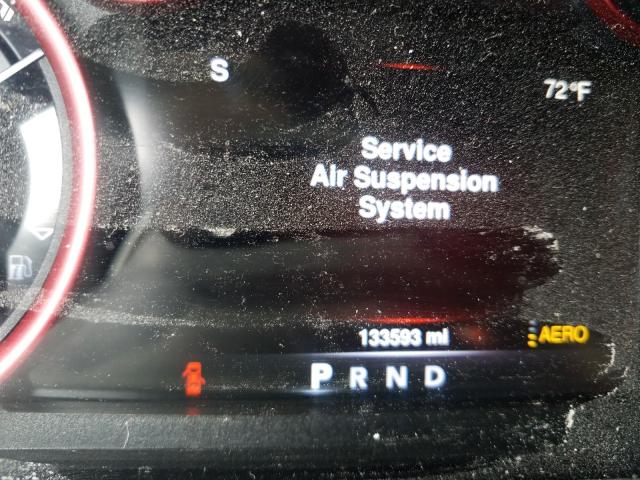 S
72°F
Service
Air Suspension
System
133593 mi
AERO
P R N D